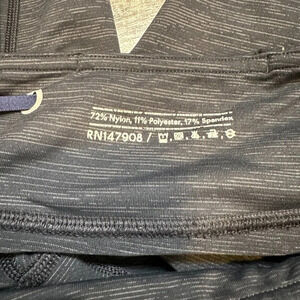 72% Nylon, 11% Polyester, 17% Spandex
RN147908 /